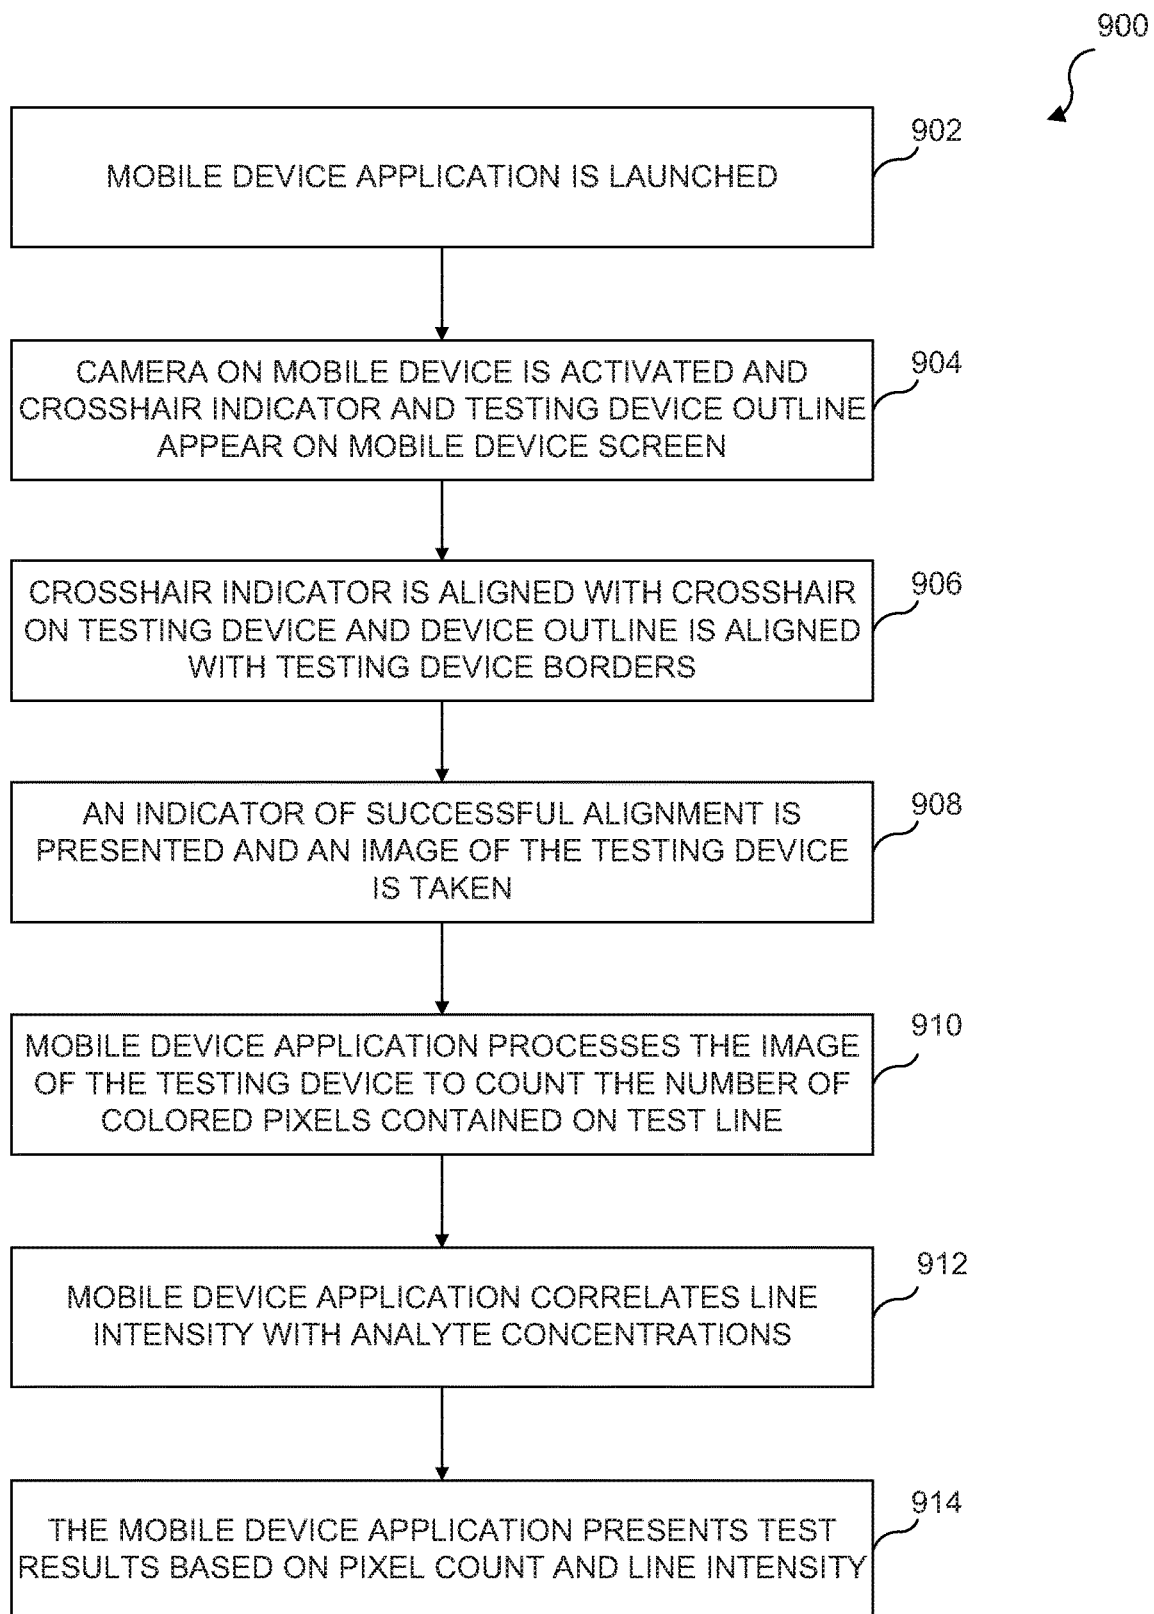 900
902
MOBILE DEVICE APPLICATION IS LAUNCHED
904
CAMERA ON MOBILE DEVICE IS ACTIVATED AND
CROSSHAIR INDICATOR AND TESTING DEVICE OUTLINE
APPEAR ON MOBILE DEVICE SCREEN
906
CROSSHAIR INDICATOR IS ALIGNED WITH CROSSHAIR
ON TESTING DEVICE AND DEVICE OUTLINE IS ALIGNED
WITH TESTING DEVICE BORDERS
908
AN INDICATOR OF SUCCESSFUL ALIGNMENT IS
PRESENTED AND AN IMAGE OF THE TESTING DEVICE
IS TAKEN
910
MOBILE DEVICE APPLICATION PROCESSES THE IMAGE
OF THE TESTING DEVICE TO COUNT THE NUMBER OF
COLORED PIXELS CONTAINED ON TEST LINE
912
MOBILE DEVICE APPLICATION CORRELATES LINE
INTENSITY WITH ANALYTE CONCENTRATIONS
914
THE MOBILE DEVICE APPLICATION PRESENTS TEST
RESULTS BASED ON PIXEL COUNT AND LINE INTENSITY